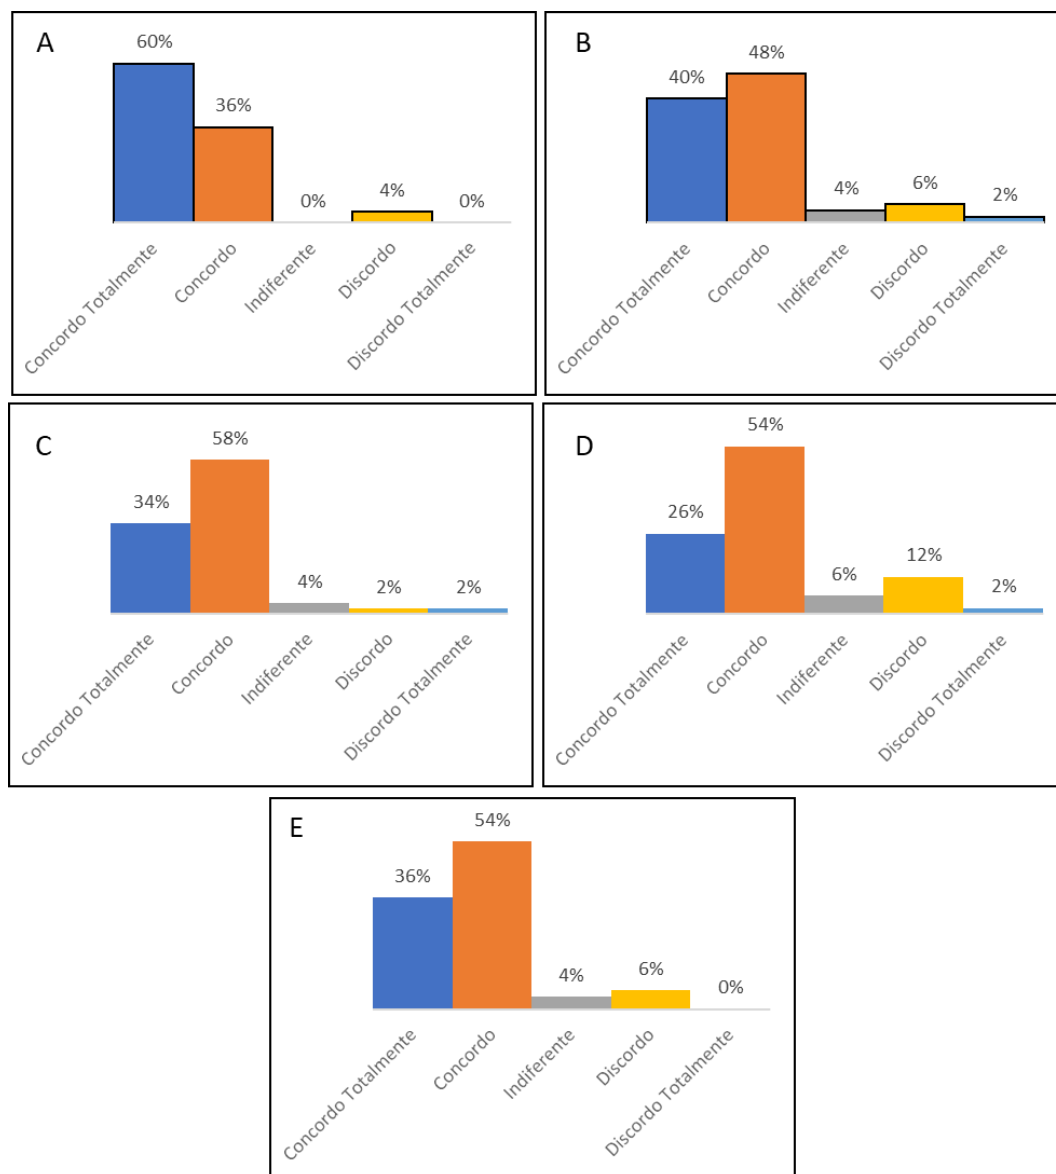 A
60%
36%
0%
4%
0%
Concordo Totalmente
Concordo
Indiferente
Discordo
Discordo Totalmente
B
40%
48%
4%
6%
2%
Concordo Totalmente
Concordo
Indiferente
Discordo
Discordo Totalmente
C
34%
58%
4%
2%
2%
Concordo Totalmente
Concordo
Indiferente
Discordo
Discordo Totalmente
D
26%
54%
6%
12%
2%
Concordo Totalmente
Concordo
Indiferente
Discordo
Discordo Totalmente
E
36%
54%
4%
6%
0%
Concordo Totalmente
Concordo
Indiferente
Discordo
Discordo Totalmente